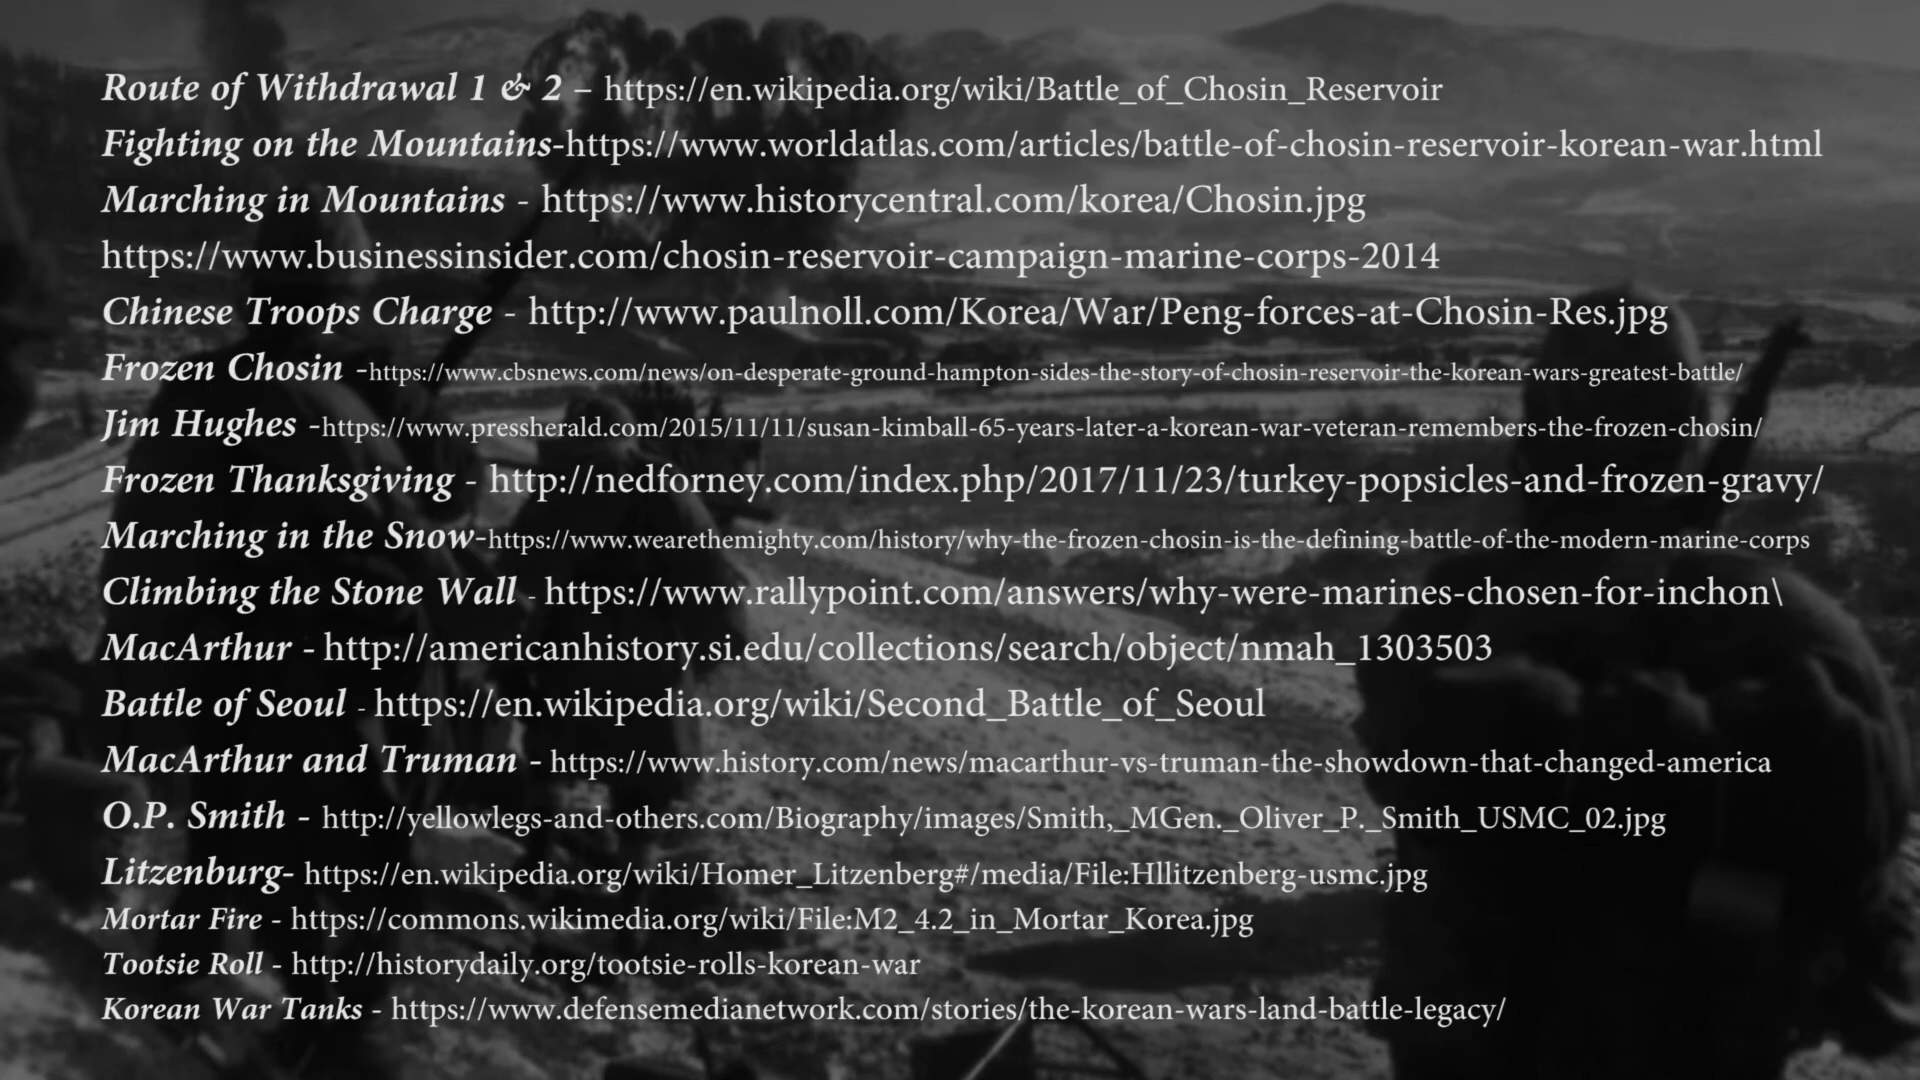 Route of Withdrawal 1 & 2 – https://en.wikipedia.org/wiki/Battle_of_Chosin_Reservoir
Fighting on the Mountains-https://www.worldatlas.com/articles/battle-of-chosin-reservoir-korean-war.html
Marching in Mountains - https://www.historycentral.com/korea/Chosin.jpg
https://www.businessinsider.com/chosin-reservoir-campaign-marine-corps-2014
Chinese Troops Charge - http://www.paulnoll.com/Korea/War/Peng-forces-at-Chosin-Res.jpg
Frozen Chosin -https://www.cbsnews.com/news/on-desperate-ground-hampton-sides-the-story-of-chosin-reservoir-the-korean-wars-greatest-battle/
Jim Hughes -https://www.pressherald.com/2015/11/11/susan-kimball-65-years-later-a-korean-war-veteran-remembers-the-frozen-chosin/
Frozen Thanksgiving - http://nedforney.com/index.php/2017/11/23/turkey-popsicles-and-frozen-gravy/
Marching in the Snow-https://www.wearethemighty.com/history/why-the-frozen-chosin-is-the-defining-battle-of-the-modern-marine-corps
Climbing the Stone Wall - https://www.rallypoint.com/answers/why-were-marines-chosen-for-inchon\
MacArthur - http://americanhistory.si.edu/collections/search/object/nmah_1303503
Battle of Seoul - https://en.wikipedia.org/wiki/Second_Battle_of_Seoul
MacArthur and Truman - https://www.history.com/news/macarthur-vs-truman-the-showdown-that-changed-america
O.P. Smith - http://yellowlegs-and-others.com/Biography/images/Smith,_MGen._Oliver_P._Smith_USMC_02.jpg
Litzenburg- https://en.wikipedia.org/wiki/Homer_Litzenberg#/media/File:Hllitzenberg-usmc.jpg
Mortar Fire - https://commons.wikimedia.org/wiki/File:M2_4.2_in_Mortar_Korea.jpg
Tootsie Roll - http://historydaily.org/tootsie-rolls-korean-war
Korean War Tanks - https://www.defensemedianetwork.com/stories/the-korean-wars-land-battle-legacy/